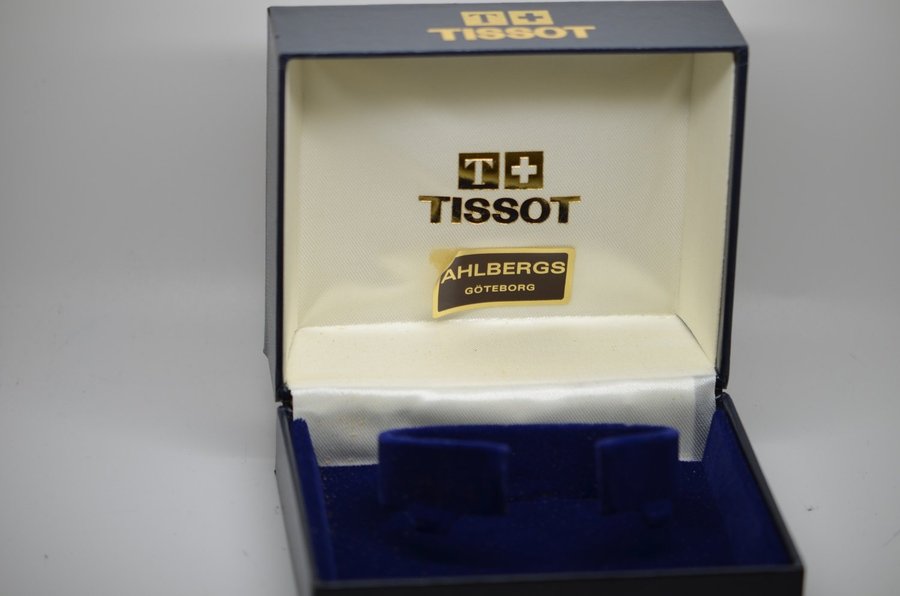 T+
TISSOT
T+
TISSOT
AHLBERGS
GÖTEBORG